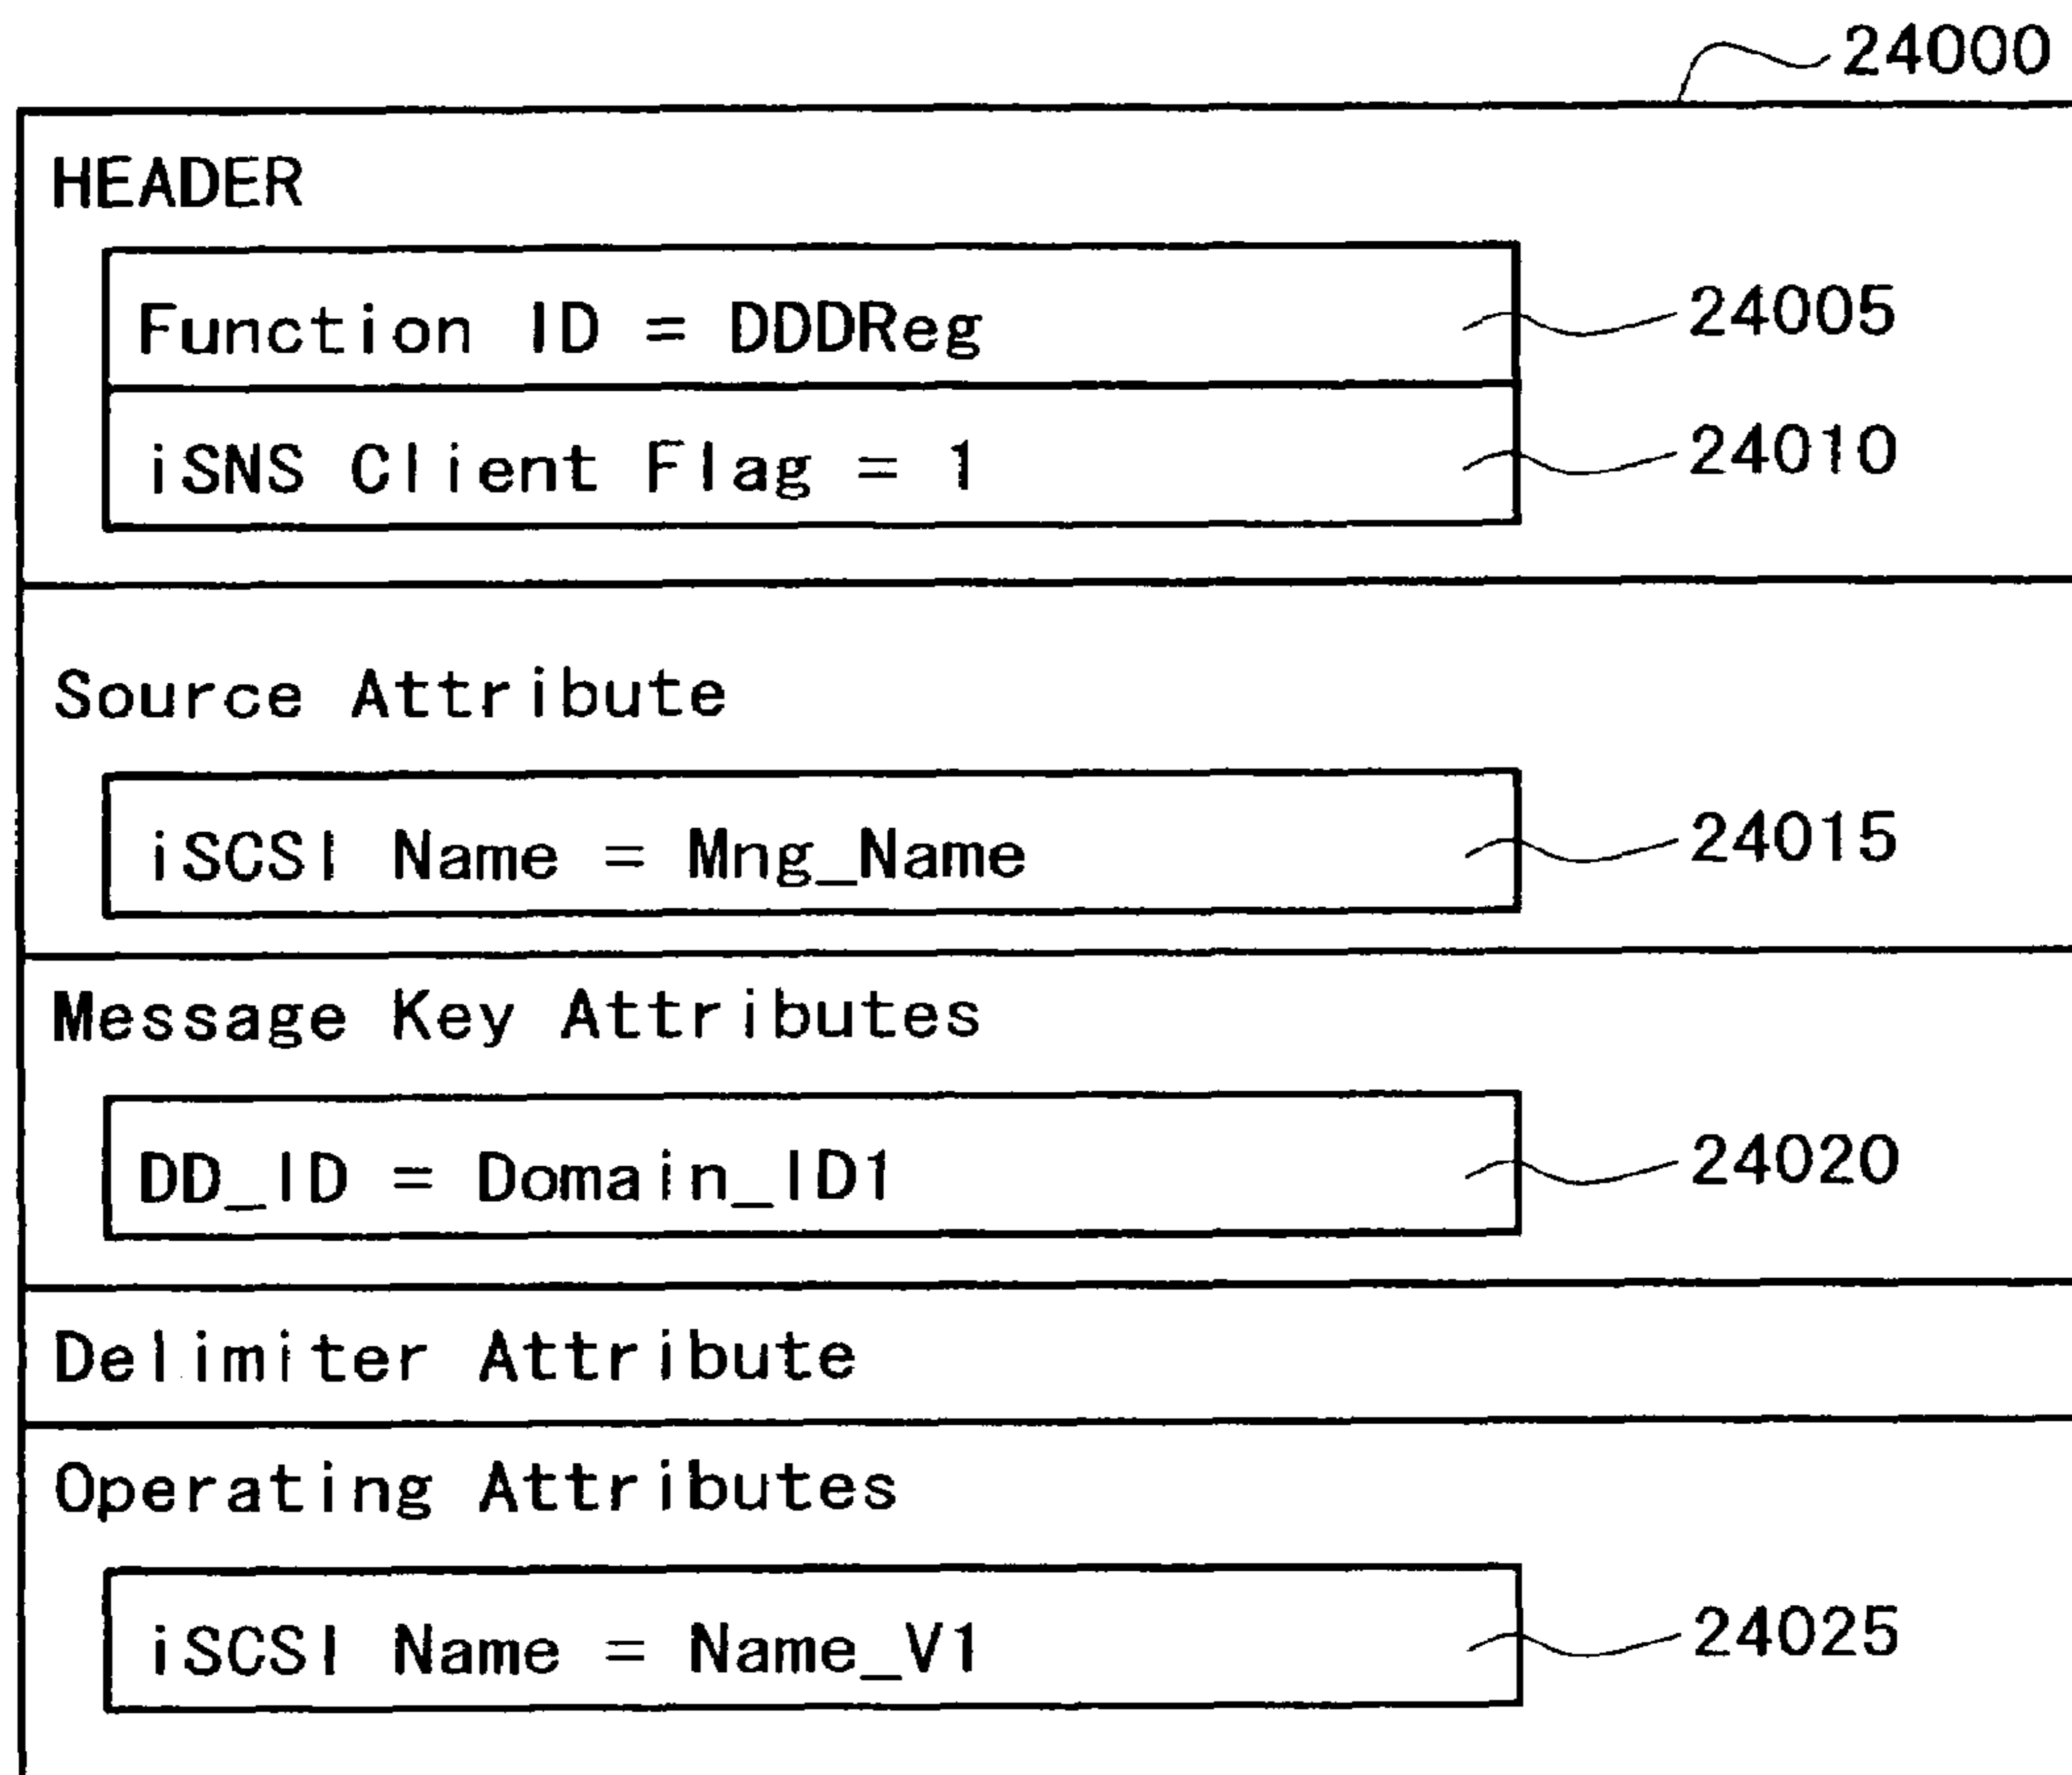 24000
HEADER
Function ID = DDDReg
24005
iSNS Client Flag = 1
24010
Source Attribute
iSCSI Name = Mng_Name
24015
Message Key Attributes
DD_ID = Domain_ID1
24020
Delimiter Attribute
Operating Attributes
iSCSI Name = Name_V1
24025